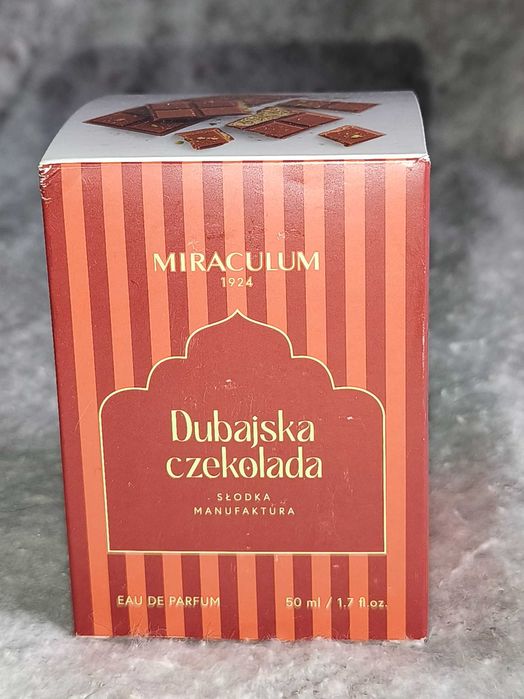 MIRACULUM
1924
Dubajska
czekolada
SŁODKA
MANUFAKTURA
EAU DE PARFUM
50 ml / 1.7 fl.oz.